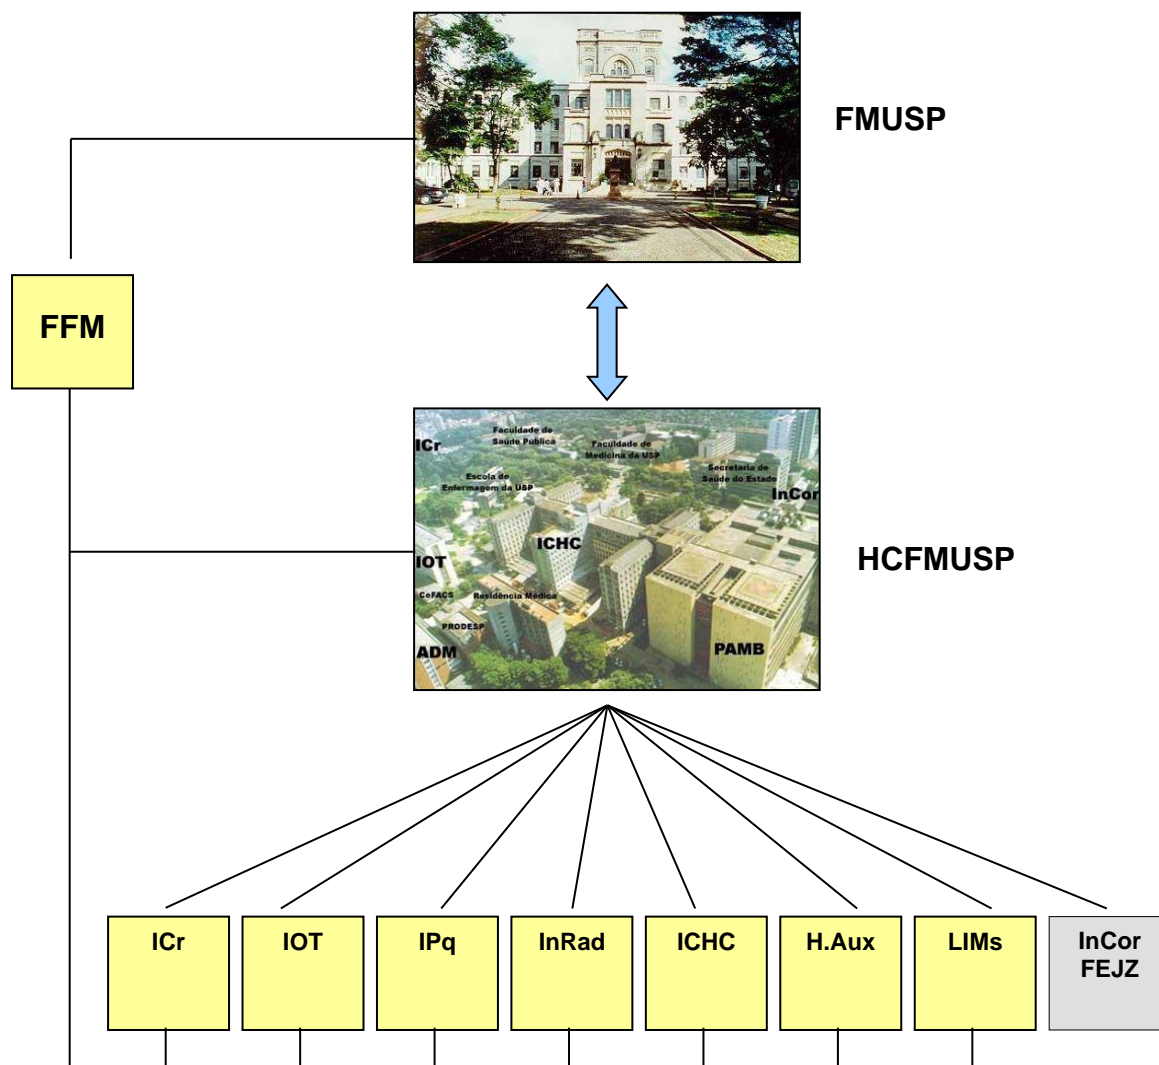 FMUSP
FFM
ICr
Faculdade de
Saúde Pública
Faculdade de
Medicina da USP
Escola de
Enfermagem da USP
Secretaria de
Saúde do Estado
InCor
ICHC
IOT
CeFACS
Residência Médica
PRODESP
ADM
PAMB
HCFMUSP
ICr
IOT
IPq
InRad
ICHC
H.Aux
LIMs
InCor
FEJZ